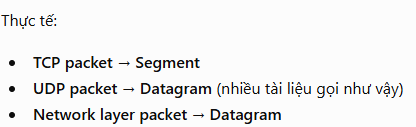 Thực tế:
• TCP packet → Segment
• UDP packet → Datagram (nhiều tài liệu gọi như vậy)
• Network layer packet → Datagram